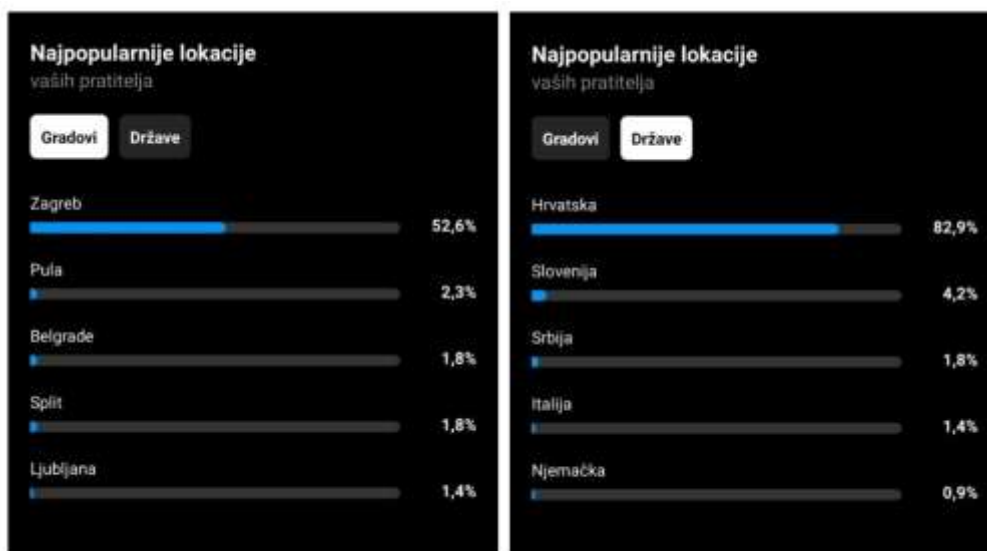 Najpopularnije lokacije
vaših pratitelja
Gradovi Države
Zagreb
52,6%
Pula
2,3%
Belgrade
1,8%
Split
1,8%
Ljubljana
1,4%
Najpopularnije lokacije
vaših pratitelja
Gradovi Države
Hrvatska
82,9%
Slovenija
4,2%
Srbija
1,8%
Italija
1,4%
Njemačka
0,9%